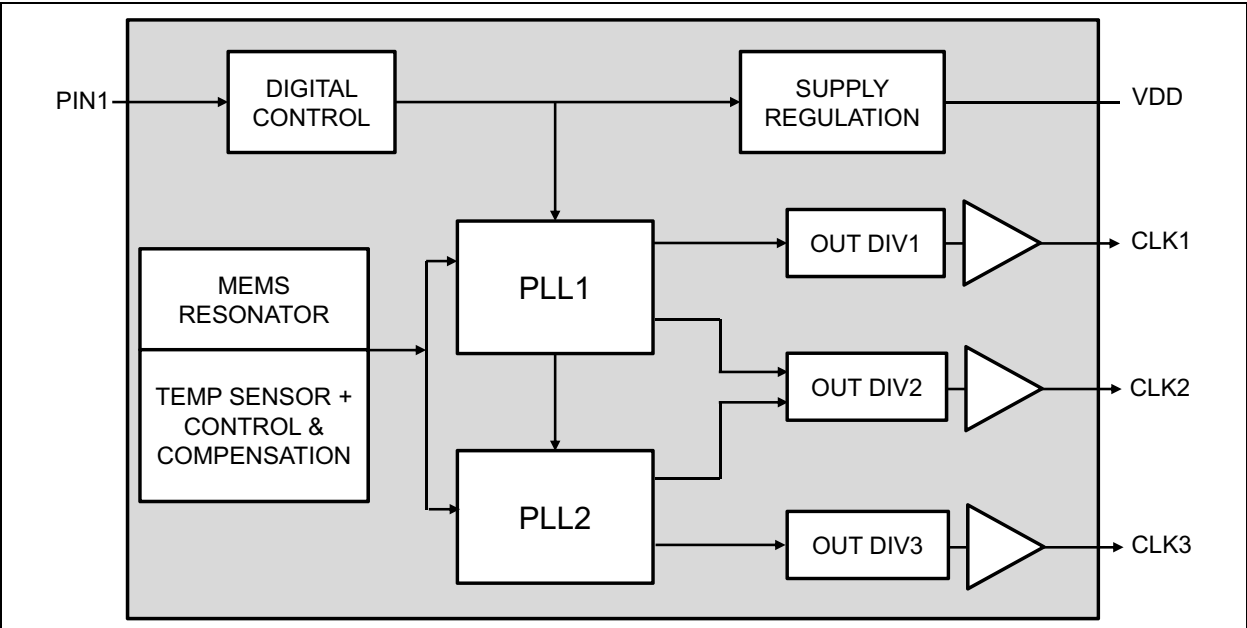 PIN1
DIGITAL
CONTROL
SUPPLY
REGULATION
VDD
MEMS
RESONATOR
TEMP SENSOR +
CONTROL &
COMPENSATION
PLL1
PLL2
OUT DIV1
CLK1
OUT DIV2
CLK2
OUT DIV3
CLK3